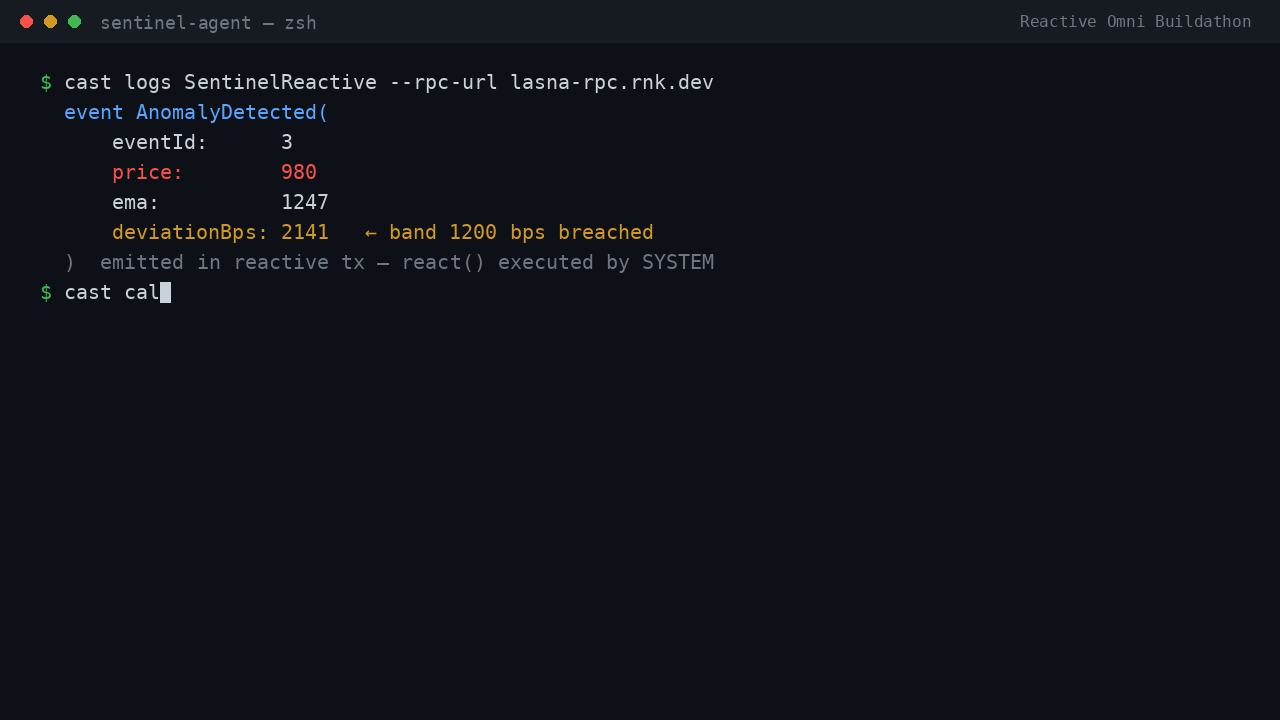 sentinel-agent — zsh
Reactive Omni Buildathon
$ cast logs SentinelReactive --rpc-url lasna-rpc.rnk.dev
event AnomalyDetected(
eventId: 3
price: 980
ema: 1247
deviationBps: 2141 ← band 1200 bps breached
) emitted in reactive tx — react() executed by SYSTEM
$ cast cal